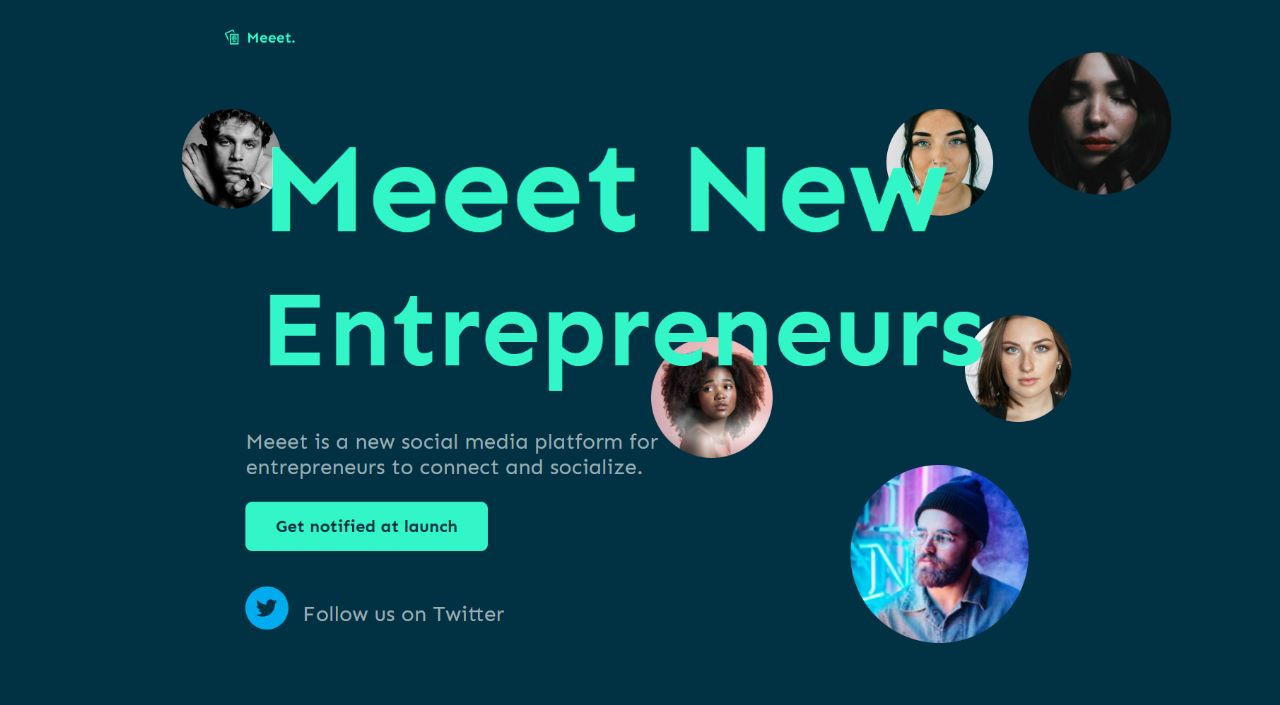 Meeet.
Meeet New
Entrepreneurs
Meeet is a new social media platform for
entrepreneurs to connect and socialize.
Get notified at launch
Follow us on Twitter